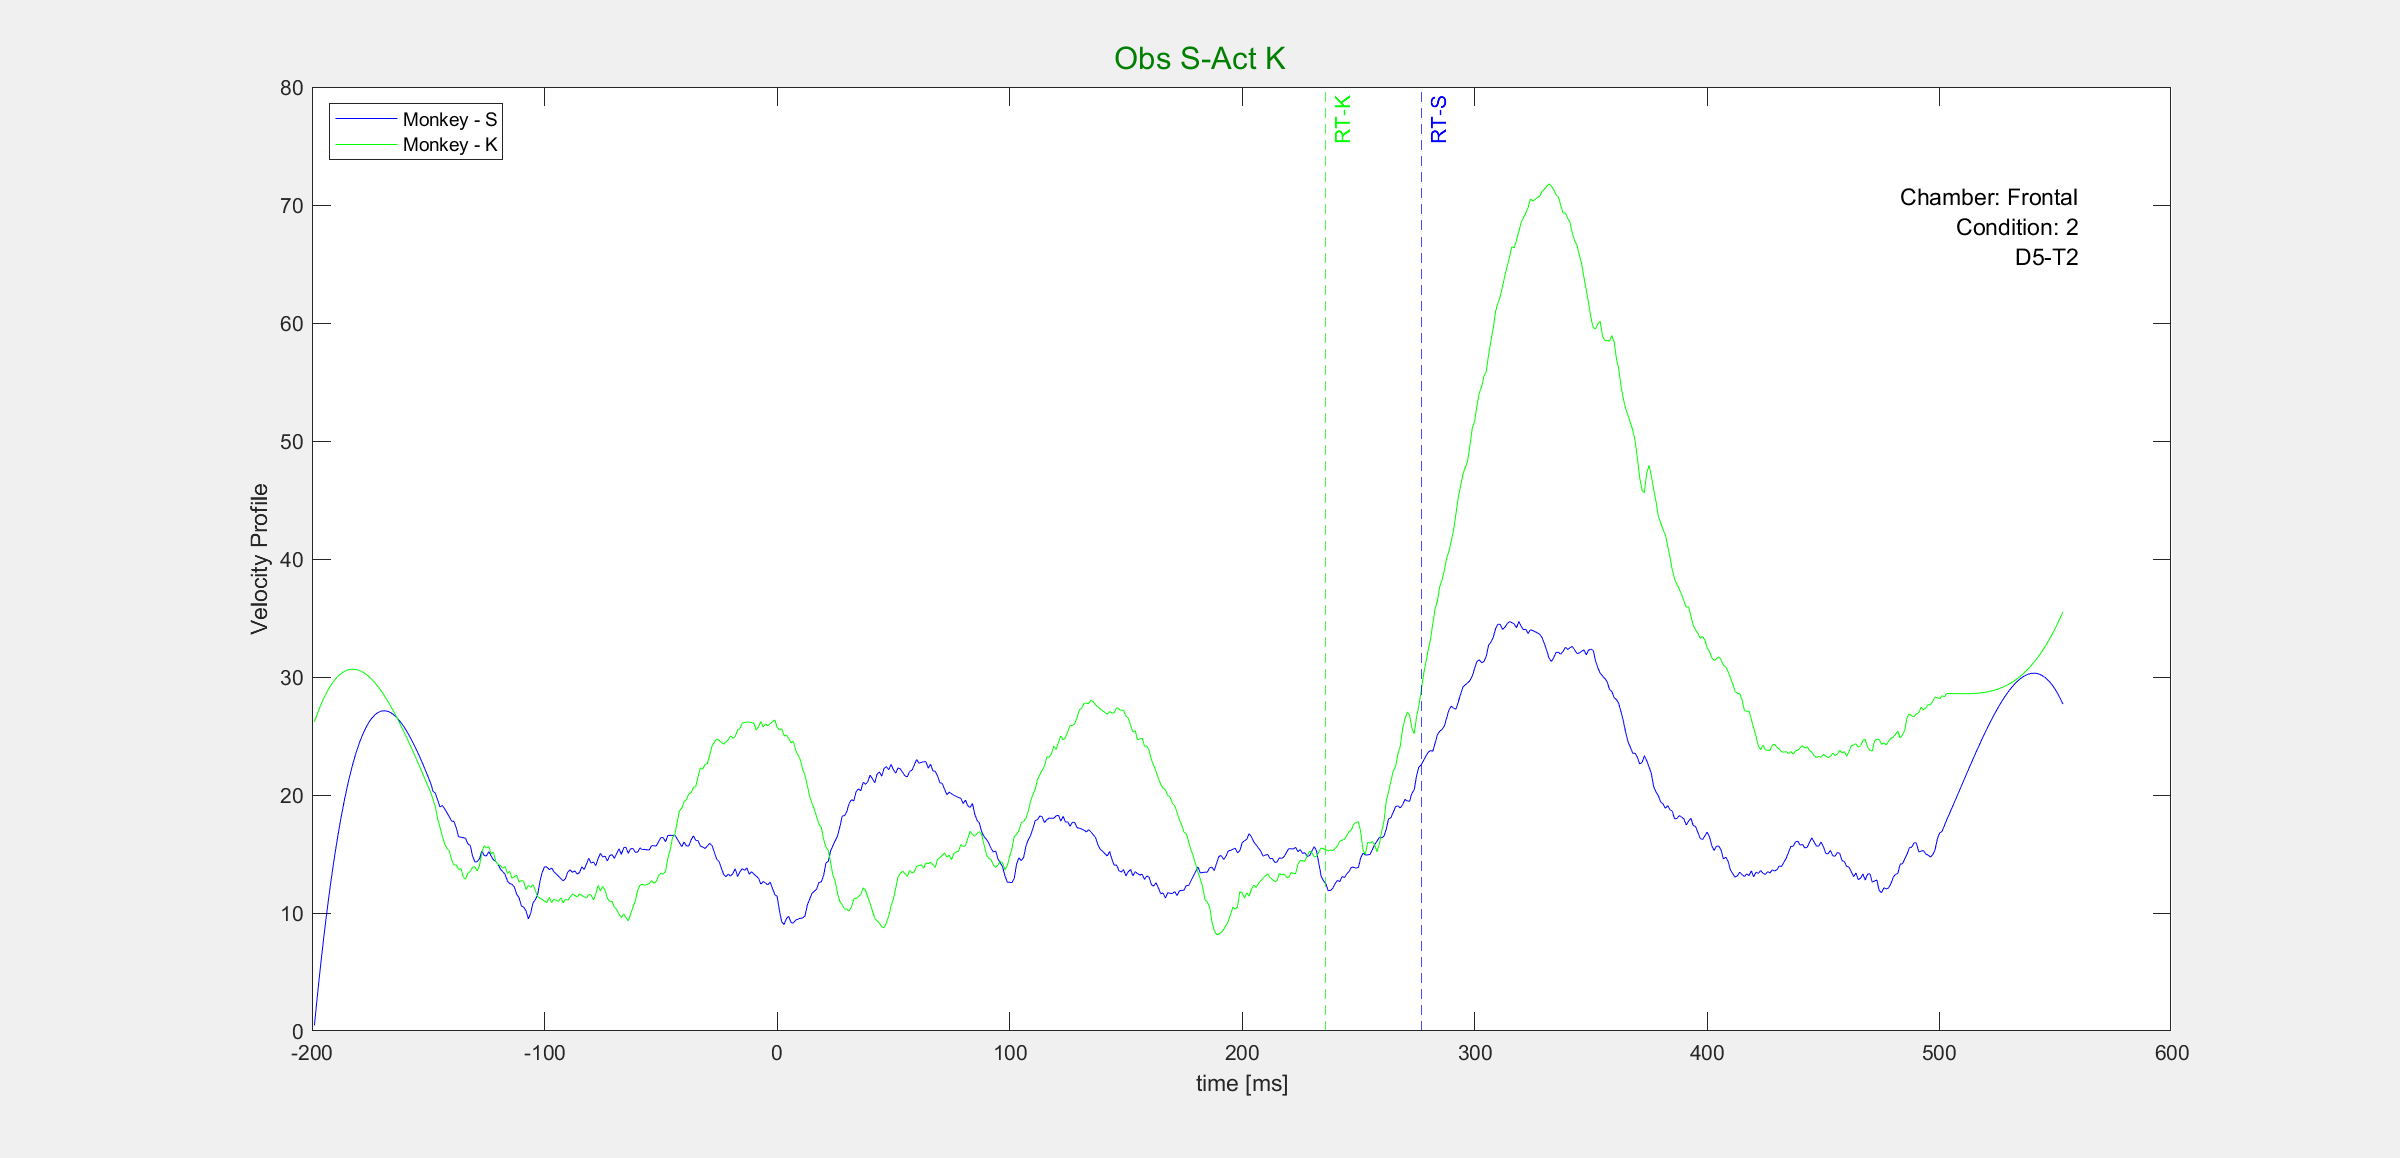 Obs S-Act K
Monkey - S
Monkey - K
RT-K
RT-S
Chamber: Frontal
Condition: 2
D5-T2
Velocity Profile
80
70
60
50
40
30
20
10
0
-200
-100
0
100
200
300
400
500
600
time [ms]